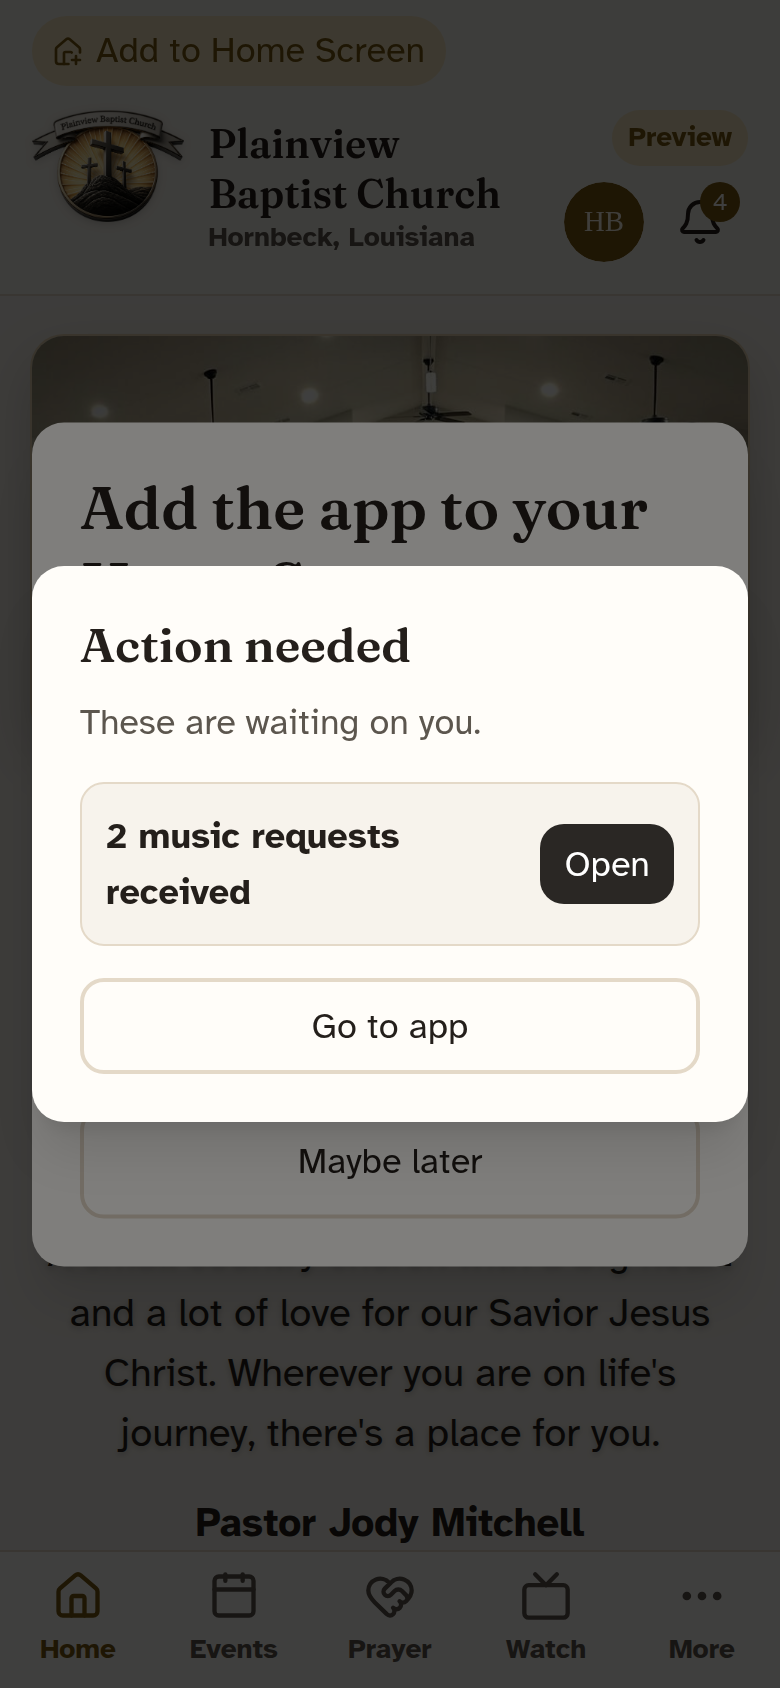 Add to Home Screen
Plainview Baptist Church
Plainview
Baptist Church
Hornbeck, Louisiana
Preview
HB
4
Add the app to your
Action needed
These are waiting on you.
2 music requests
received
Open
Go to app
Maybe later
and a lot of love for our Savior Jesus
Christ. Wherever you are on life's
journey, there's a place for you.
Pastor Jody Mitchell
Home
Events
Prayer
Watch
More